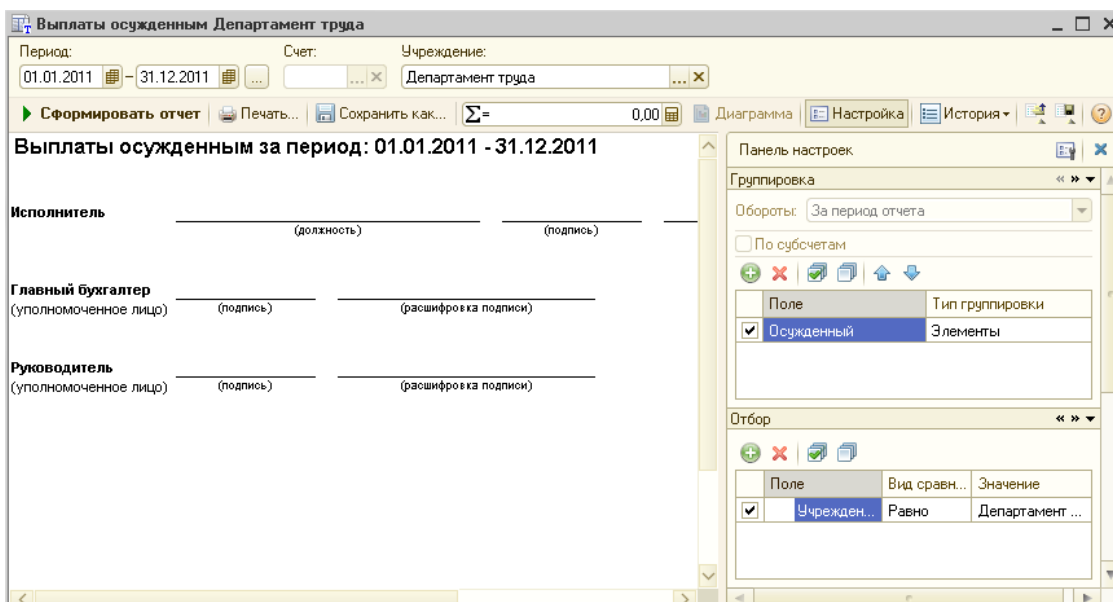 Выплаты осужденным Департамент труда
Период: Счет: Учреждение:
01.01.2011 – 31.12.2011 ... ... Департамент труда ...
Сформировать отчет Печать... Сохранить как... Σ= 0,00 Диаграмма Настройка История
Выплаты осужденным за период: 01.01.2011 - 31.12.2011
Исполнитель
(должность) (подпись)
Главный бухгалтер
(уполномоченное лицо) (подпись) (расшифровка подписи)
Руководитель
(уполномоченное лицо) (подпись) (расшифровка подписи)
Панель настроек
Группировка
Обороты: За период отчета
По субсчетам
Поле Тип группировки
Осужденный Элементы
Отбор
Поле Вид сравн... Значение
Учрежден... Равно Департамент ...